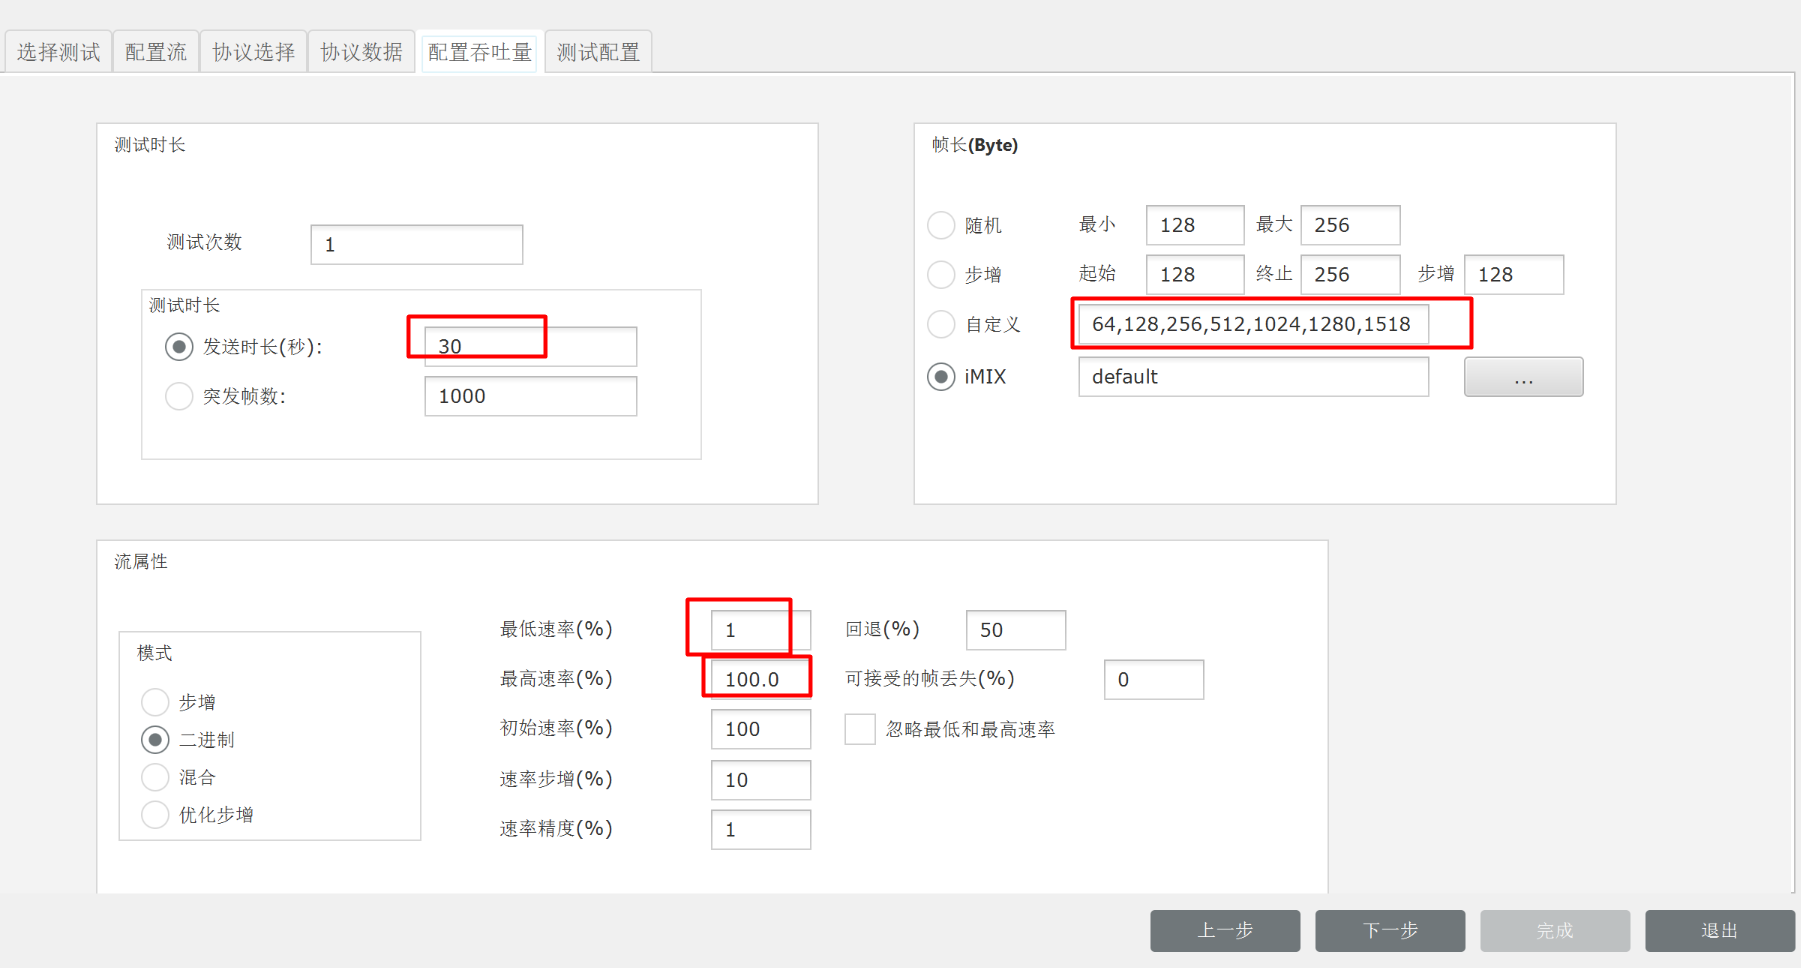 选择测试 配置流 协议选择 协议数据 配置吞吐量 测试配置
测试时长
测试次数 1
测试时长
发送时长(秒): 30
突发帧数: 1000
帧长(Byte)
随机 最小 128 最大 256
步增 起始 128 终止 256 步增 128
自定义 64,128,256,512,1024,1280,1518
iMIX default ...
流属性
模式
步增
二进制
混合
优化步增
最低速率(%) 1 回退(%) 50
最高速率(%) 100.0 可接受的帧丢失(%) 0
初始速率(%) 100 忽略最低和最高速率
速率步增(%) 10
速率精度(%) 1
上一步 下一步 完成 退出